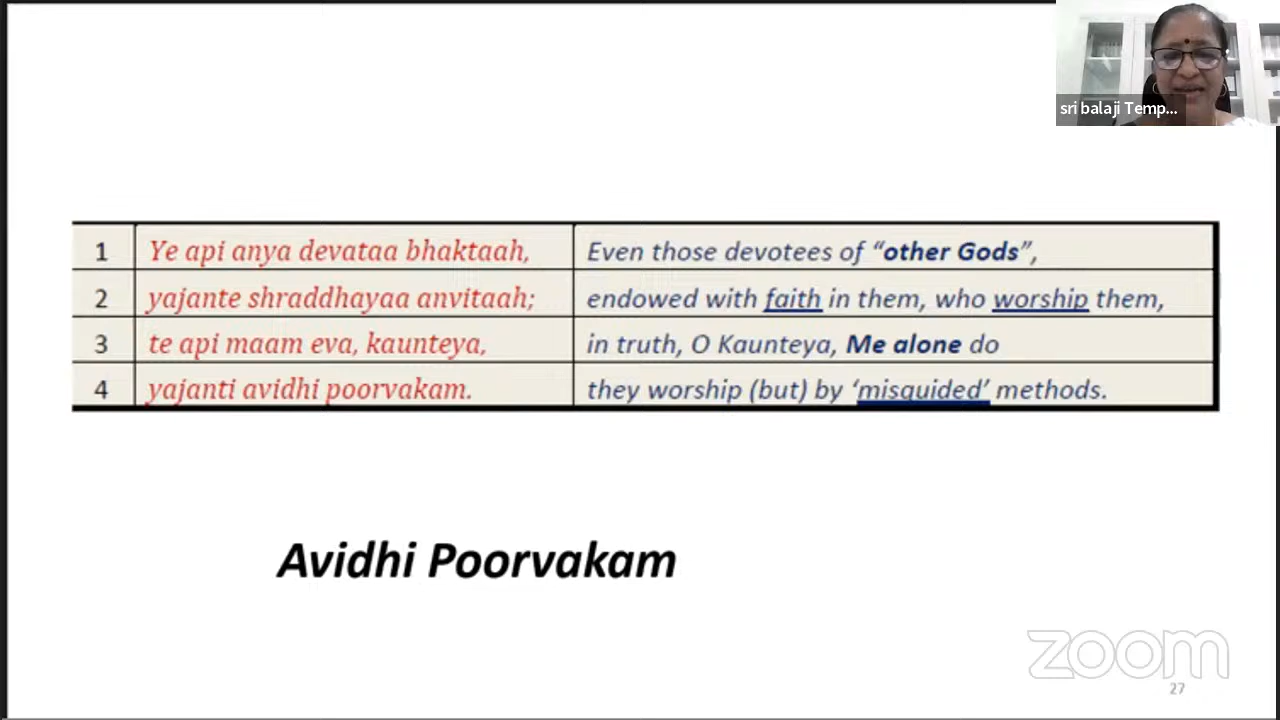 sri balaji Temp...
1 Ye api anya devataa bhaktaah, Even those devotees of “other Gods”,
2 yajante shraddhayaa anvitaah; endowed with faith in them, who worship them,
3 te api maam eva, kaunteya, in truth, O Kaunteya, Me alone do
4 yajanti avidhi poorvakam. they worship (but) by ‘misguided’ methods.
Avidhi Poorvakam
zoom
27